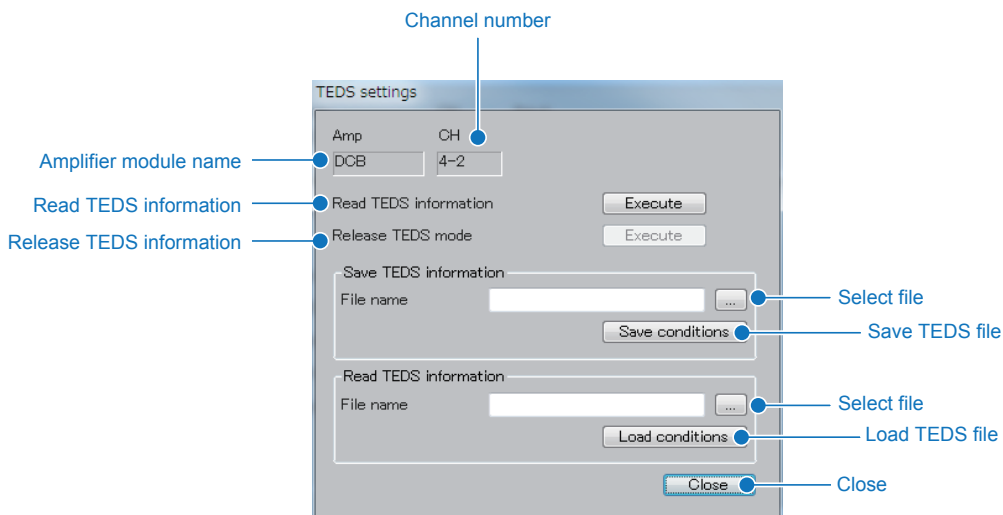 Channel number
TEDS settings
Amp CH
Amplifier module name DCB 4-2
Read TEDS information Read TEDS information Execute
Release TEDS information Release TEDS mode Execute
Save TEDS information
File name ... Select file
Save conditions Save TEDS file
Read TEDS information
File name ... Select file
Load conditions Load TEDS file
Close Close